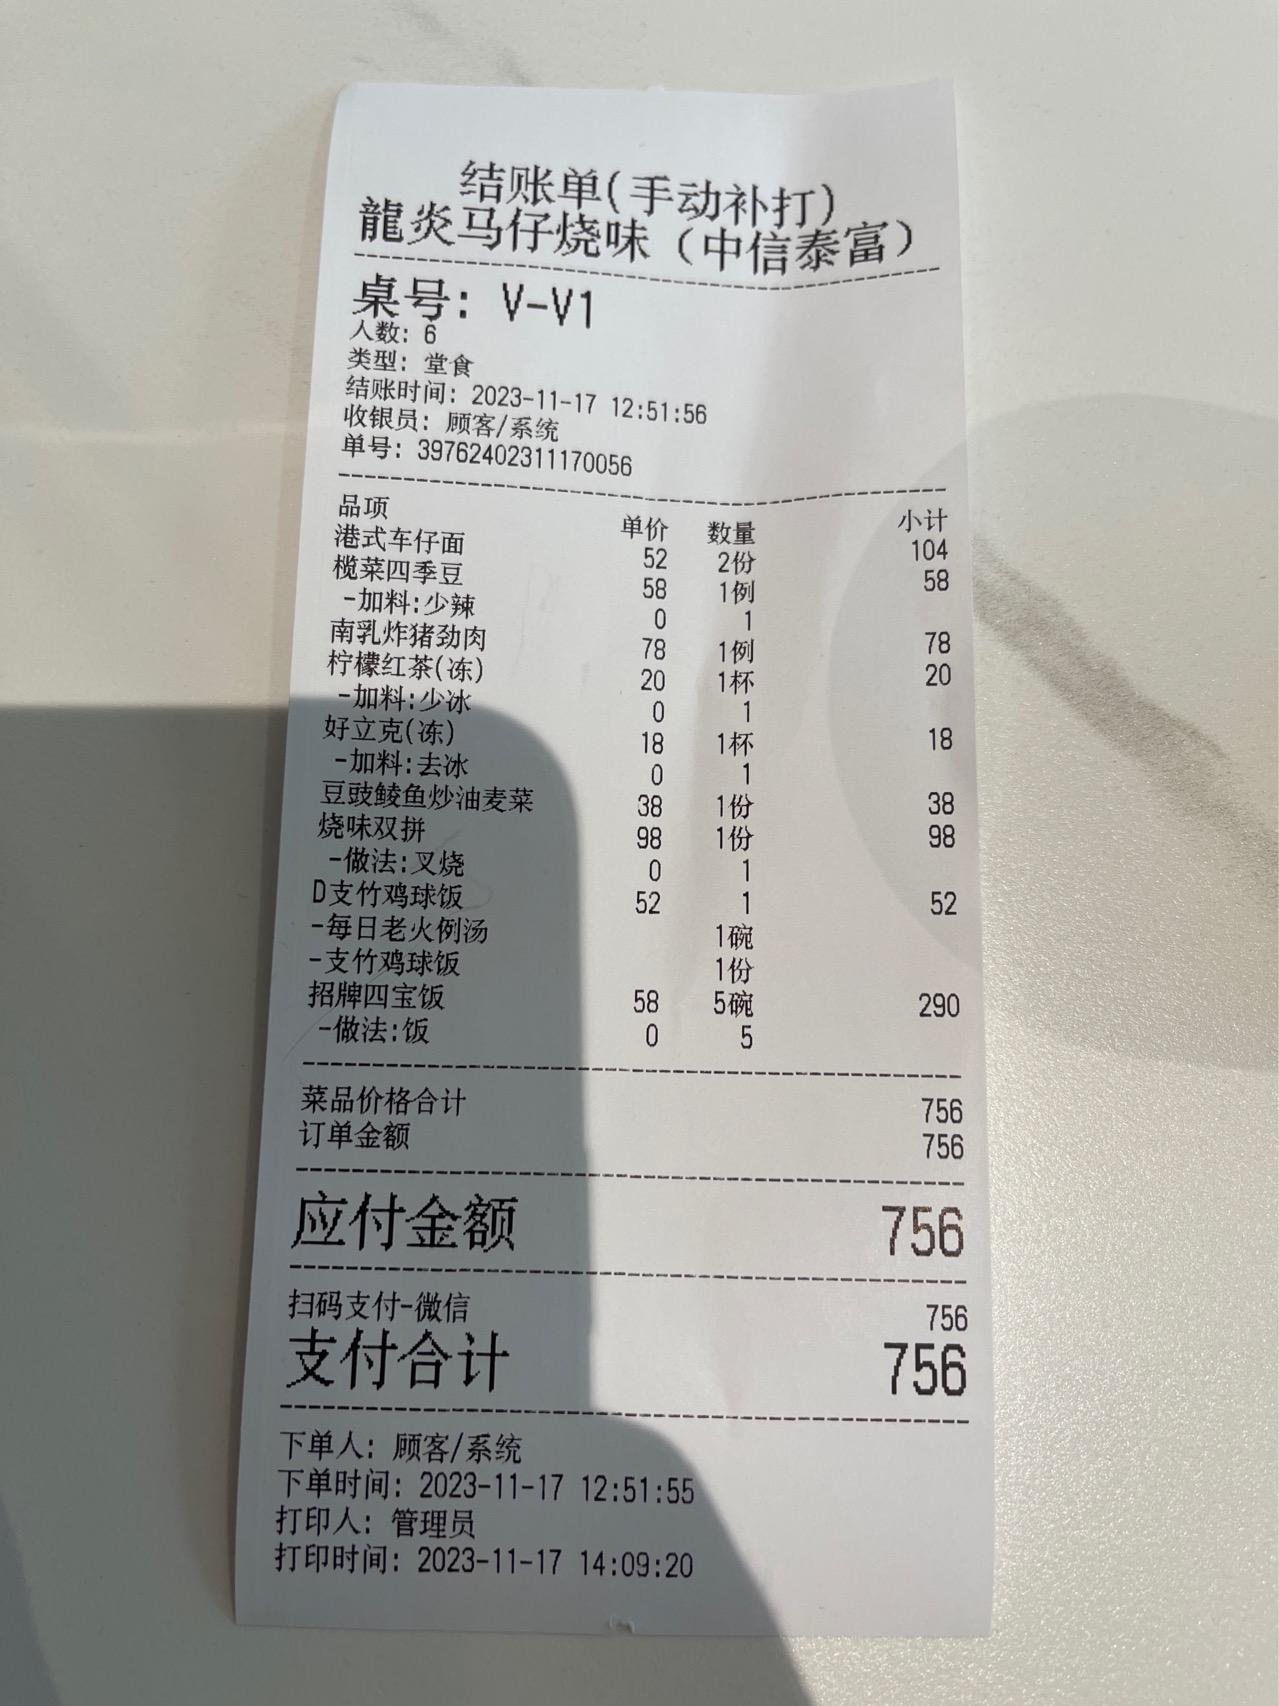 结账单(手动补打)
龍炎马仔烧味（中信泰富）
桌号: V-V1
人数: 6
类型: 堂食
结账时间: 2023-11-17 12:51:56
收银员: 顾客/系统
单号: 39762402311170056
品项 单价 数量 小计
港式车仔面 52 2份 104
榄菜四季豆 58 1例 58
-加料:少辣 0 1
南乳炸猪劲肉 78 1例 78
柠檬红茶(冻) 20 1杯 20
-加料:少冰 0 1
好立克(冻) 18 1杯 18
-加料:去冰 0 1
豆豉鲮鱼炒油麦菜 38 1份 38
烧味双拼 98 1份 98
-做法:叉烧 0 1
D支竹鸡球饭 52 1 52
-每日老火例汤 1碗
-支竹鸡球饭 1份
招牌四宝饭 58 5碗 290
-做法:饭 0 5
菜品价格合计 756
订单金额 756
应付金额 756
扫码支付-微信 756
支付合计 756
下单人: 顾客/系统
下单时间: 2023-11-17 12:51:55
打印人: 管理员
打印时间: 2023-11-17 14:09:20